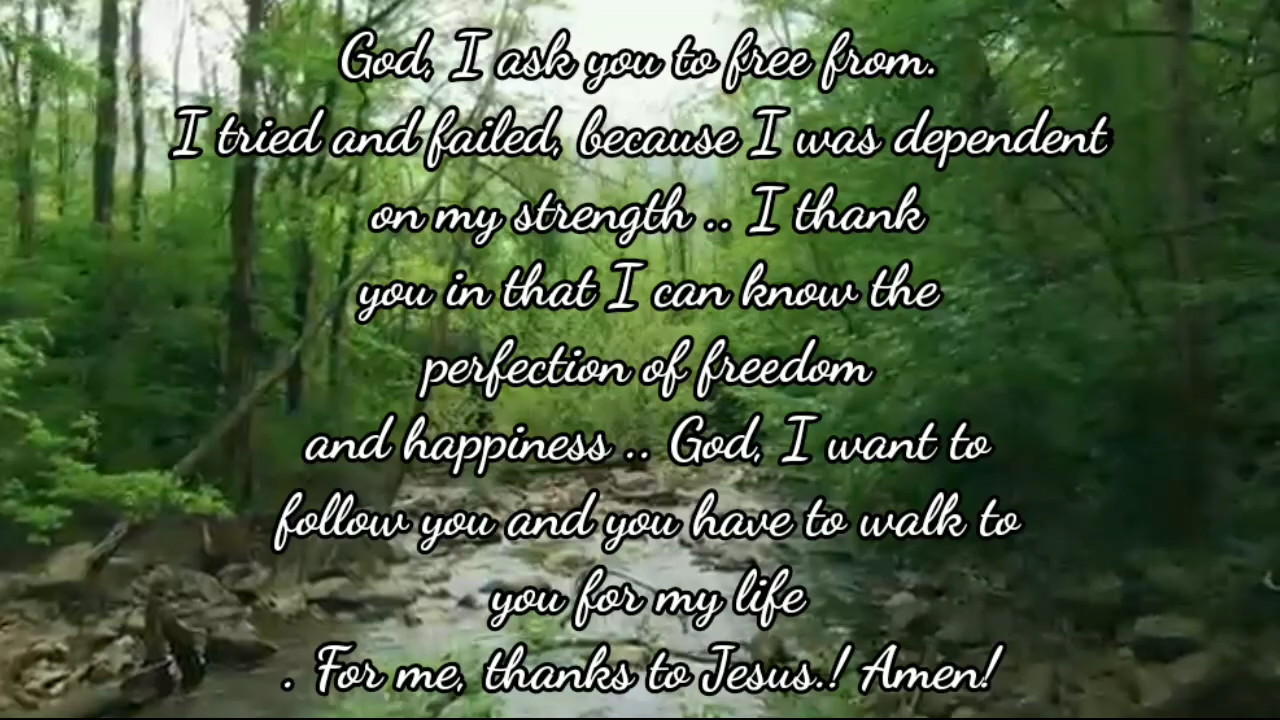 God, I ask you to free from.
I tried and failed, because I was dependent
on my strength .. I thank
you in that I can know the
perfection of freedom
and happiness .. God, I want to
follow you and you have to walk to
you for my life
. For me, thanks to Jesus.! Amen!